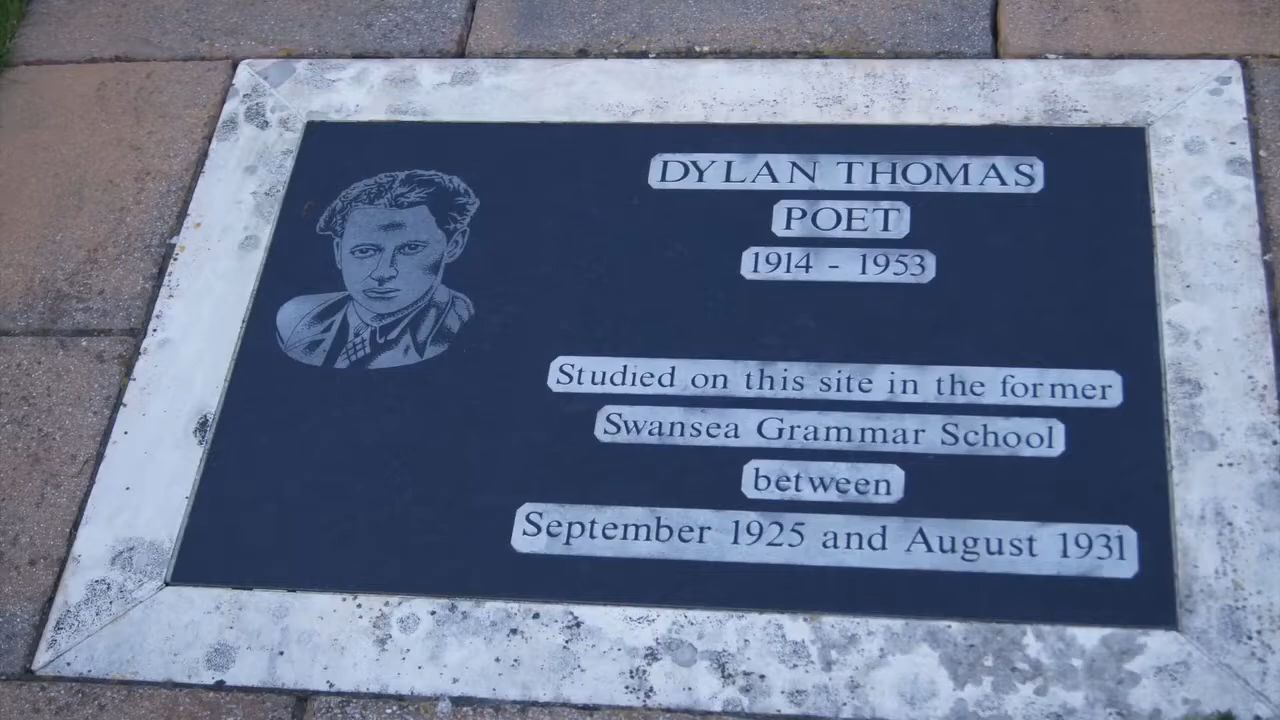 DYLAN THOMAS
POET
1914 - 1953
Studied on this site in the former
Swansea Grammar School
between
September 1925 and August 1931